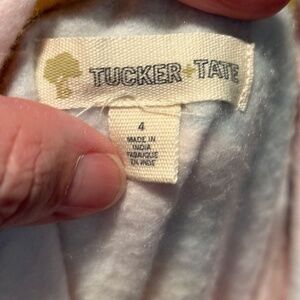 TUCKER+TATE
4
MADE IN
INDIA
FABRIQUÉ
EN INDE